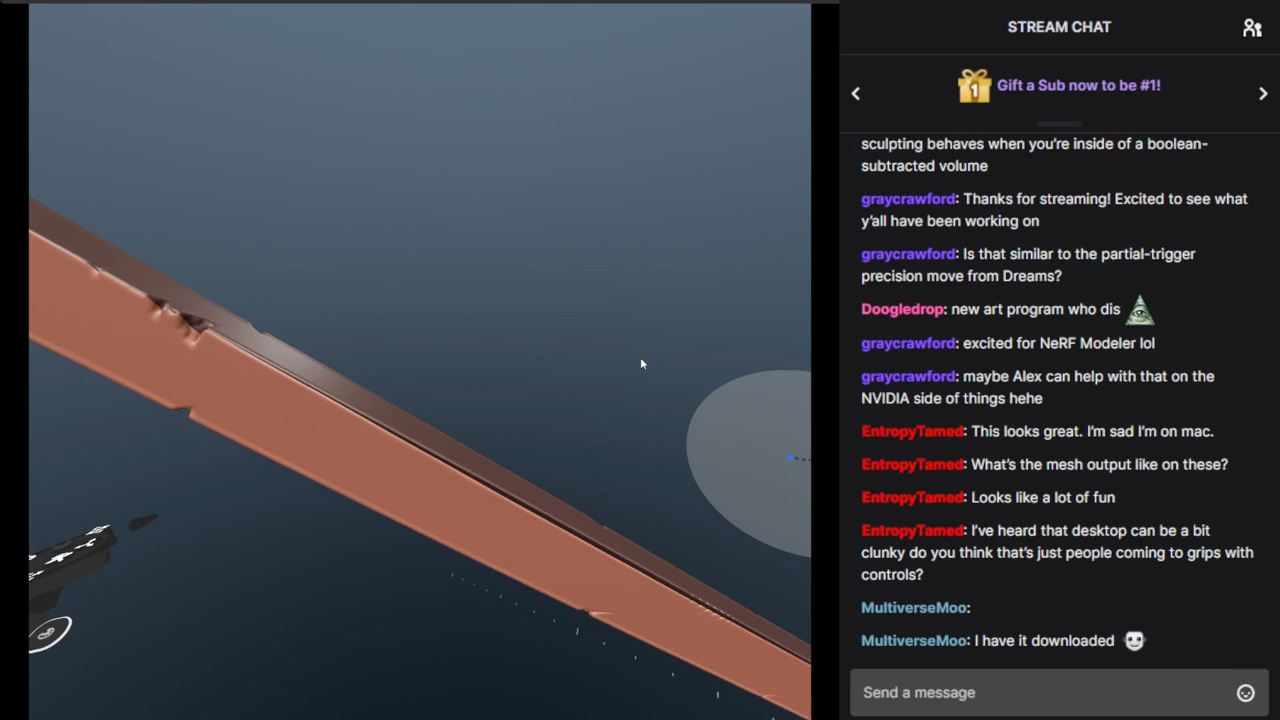 STREAM CHAT
1
Gift a Sub now to be #1!
sculpting behaves when you're inside of a boolean-
subtracted volume
graycrawford: Thanks for streaming! Excited to see what
y'all have been working on
graycrawford: Is that similar to the partial-trigger
precision move from Dreams?
Doogledrop: new art program who dis
graycrawford: excited for NeRF Modeler lol
graycrawford: maybe Alex can help with that on the
NVIDIA side of things hehe
EntropyTamed: This looks great. I'm sad I'm on mac.
EntropyTamed: What's the mesh output like on these?
EntropyTamed: Looks like a lot of fun
EntropyTamed: I've heard that desktop can be a bit
clunky do you think that's just people coming to grips with
controls?
MultiverseMoo:
MultiverseMoo: I have it downloaded
Send a message